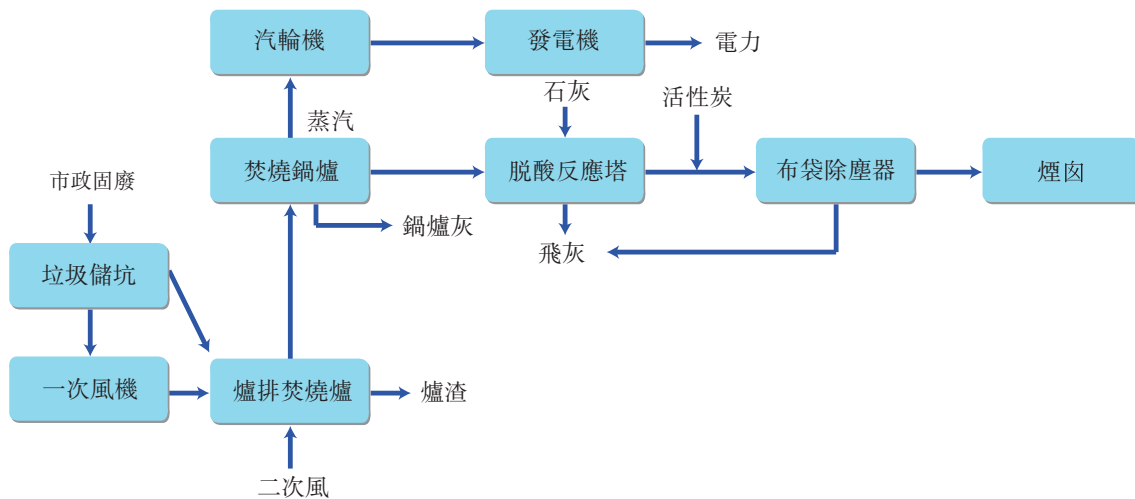 汽輪機
發電機
電力
石灰
活性炭
蒸汽
焚燒鍋爐
脱酸反應塔
布袋除塵器
煙囪
市政固廢
鍋爐灰
飛灰
垃圾儲坑
一次風機
爐排焚燒爐
爐渣
二次風